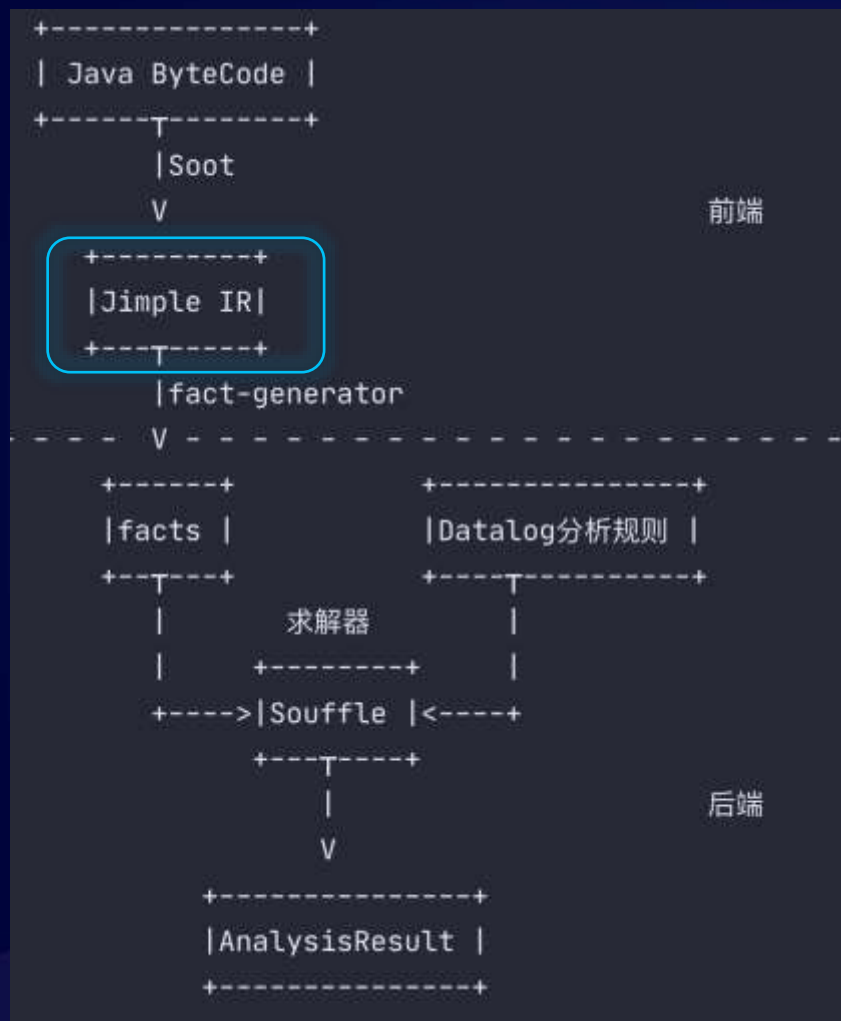 Java ByteCode
Soot
前端
Jimple IR
fact-generator
facts
Datalog分析规则
求解器
Souffle
后端
AnalysisResult